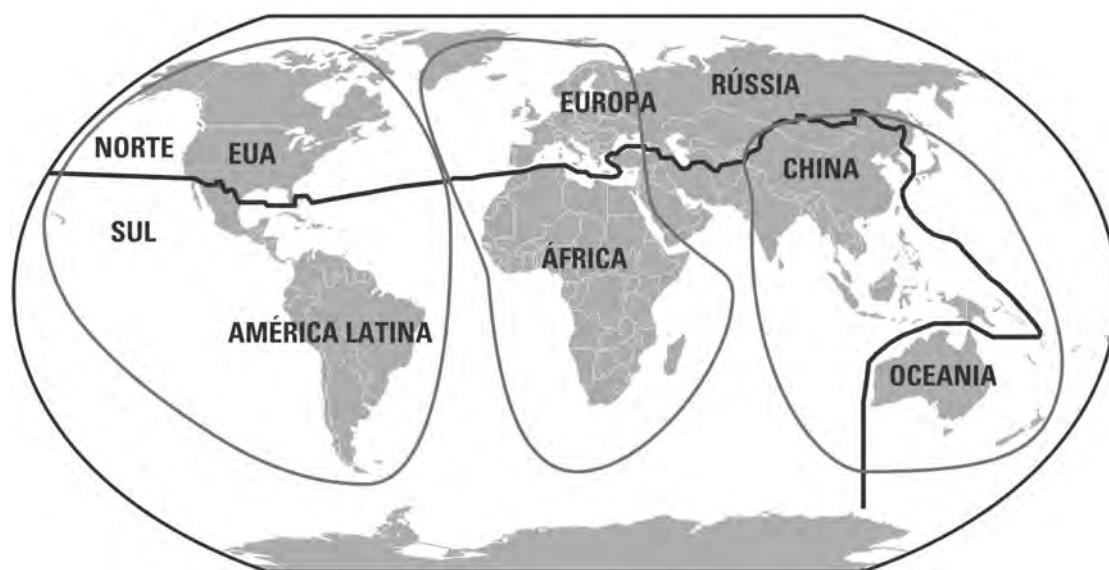 RÚSSIA
EUROPA
NORTE
EUA
CHINA
SUL
ÁFRICA
AMÉRICA LATINA
OCEANIA